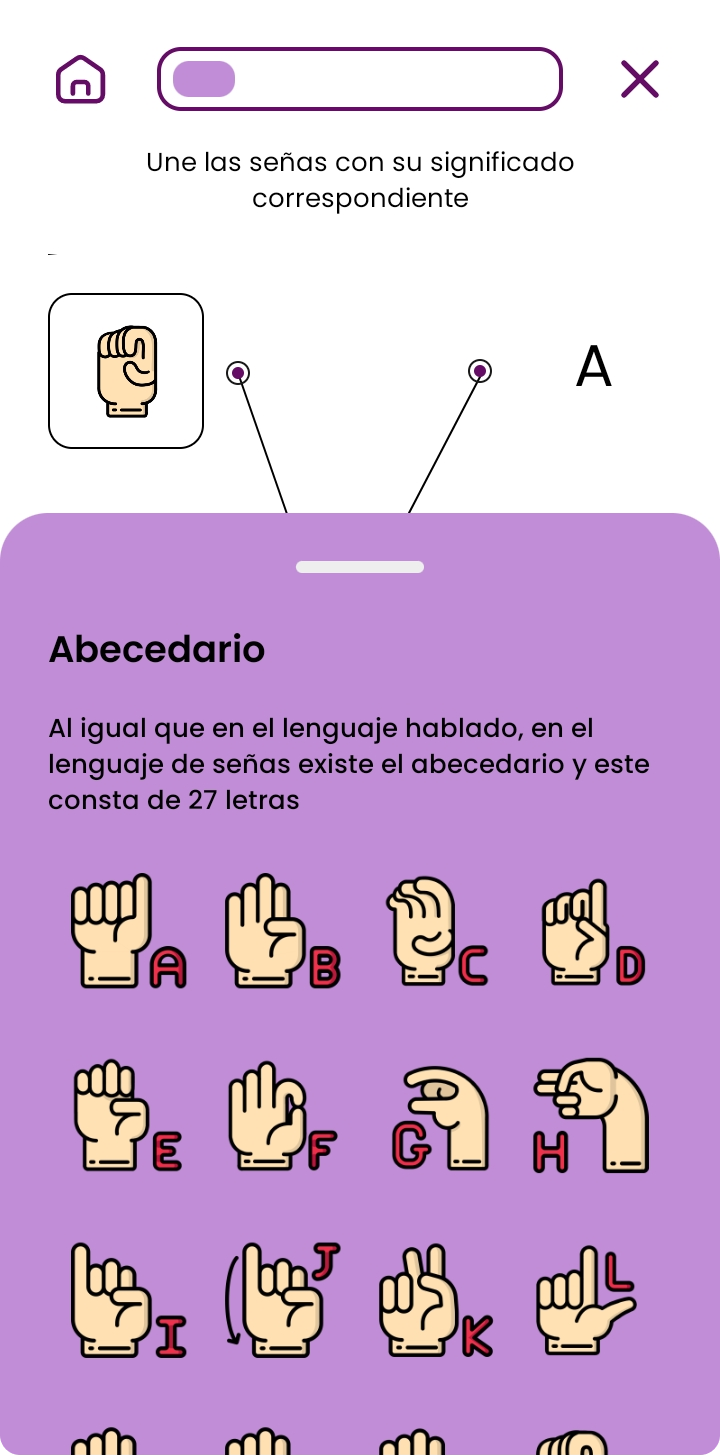 Une las señas con su significado
correspondiente
A
Abecedario
Al igual que en el lenguaje hablado, en el
lenguaje de señas existe el abecedario y este
consta de 27 letras
A B C D
E F G H
I J K L